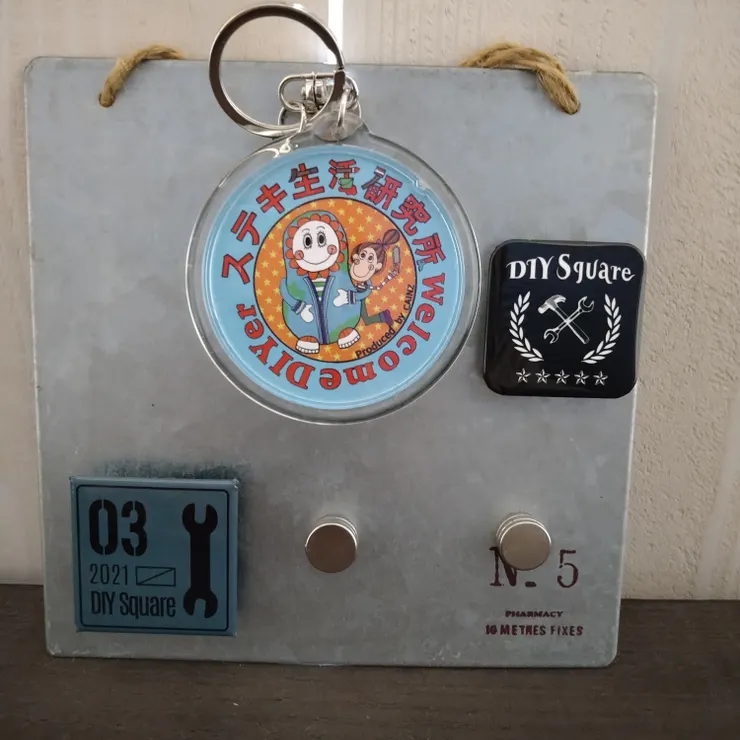 ステキ生活研究所
Welcome DIYer
Produced by CAINZ
DIY Square
03
2021
DIY Square
N. 5
PHARMACY
10 METRES FIXES